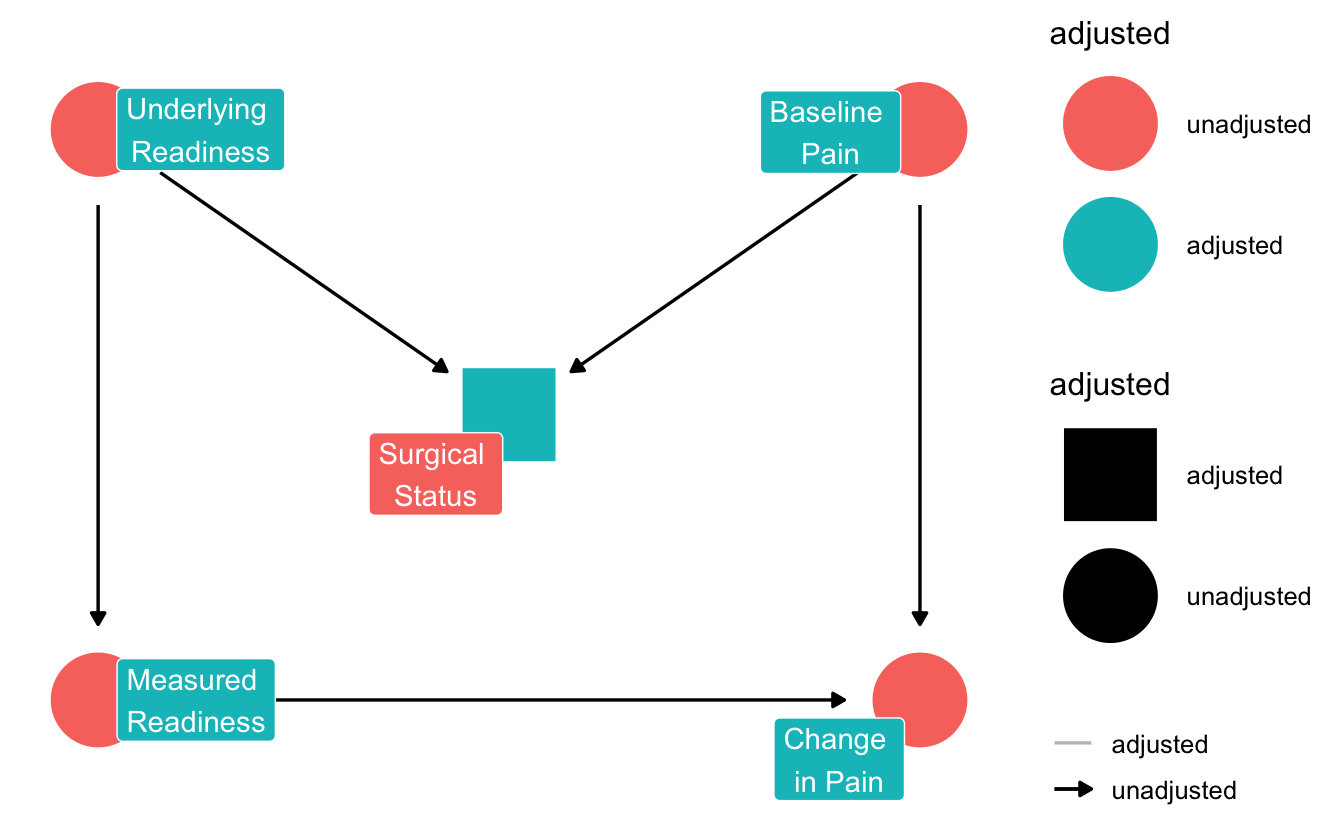 Underlying
Readiness
Baseline
Pain
Surgical
Status
Measured
Readiness
Change
in Pain
adjusted
unadjusted
adjusted
adjusted
adjusted
unadjusted
adjusted
unadjusted